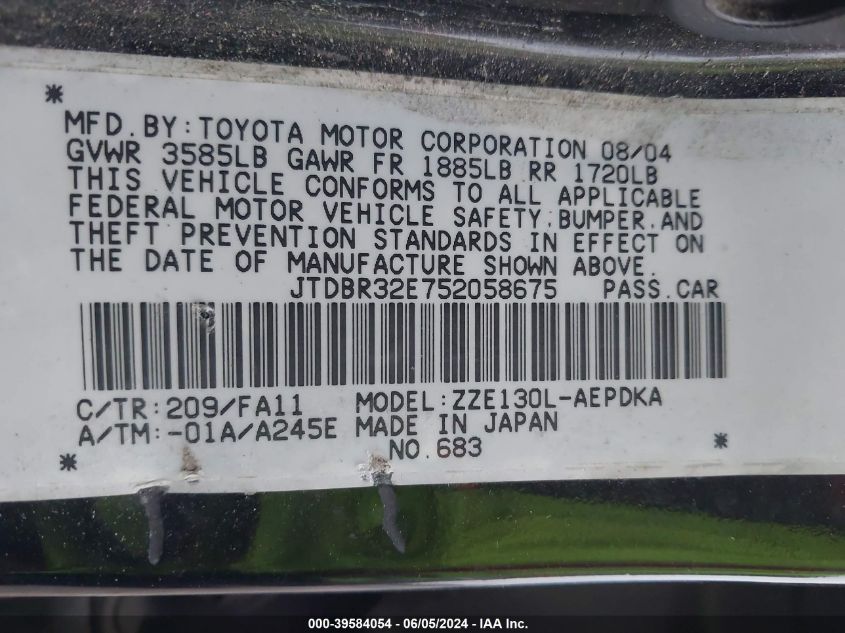 MFD.BY:TOYOTA MOTOR CORPORATION 08/04
GVWR 3585LB GAWR FR 1885LB RR 1720LB
THIS VEHICLE CONFORMS TO ALL APPLICABLE
FEDERAL MOTOR VEHICLE SAFETY,BUMPER,AND
THEFT PREVENTION STANDARDS IN EFFECT ON
THE DATE OF MANUFACTURE SHOWN ABOVE.
JTDBR32E752058675 PASS.CAR
C/TR:209/FA11 MODEL:ZZE130L-AEPDKA
A/TM:-01A/A245E MADE IN JAPAN
NO.683
000-39584054 - 06/05/2024 - IAA Inc.